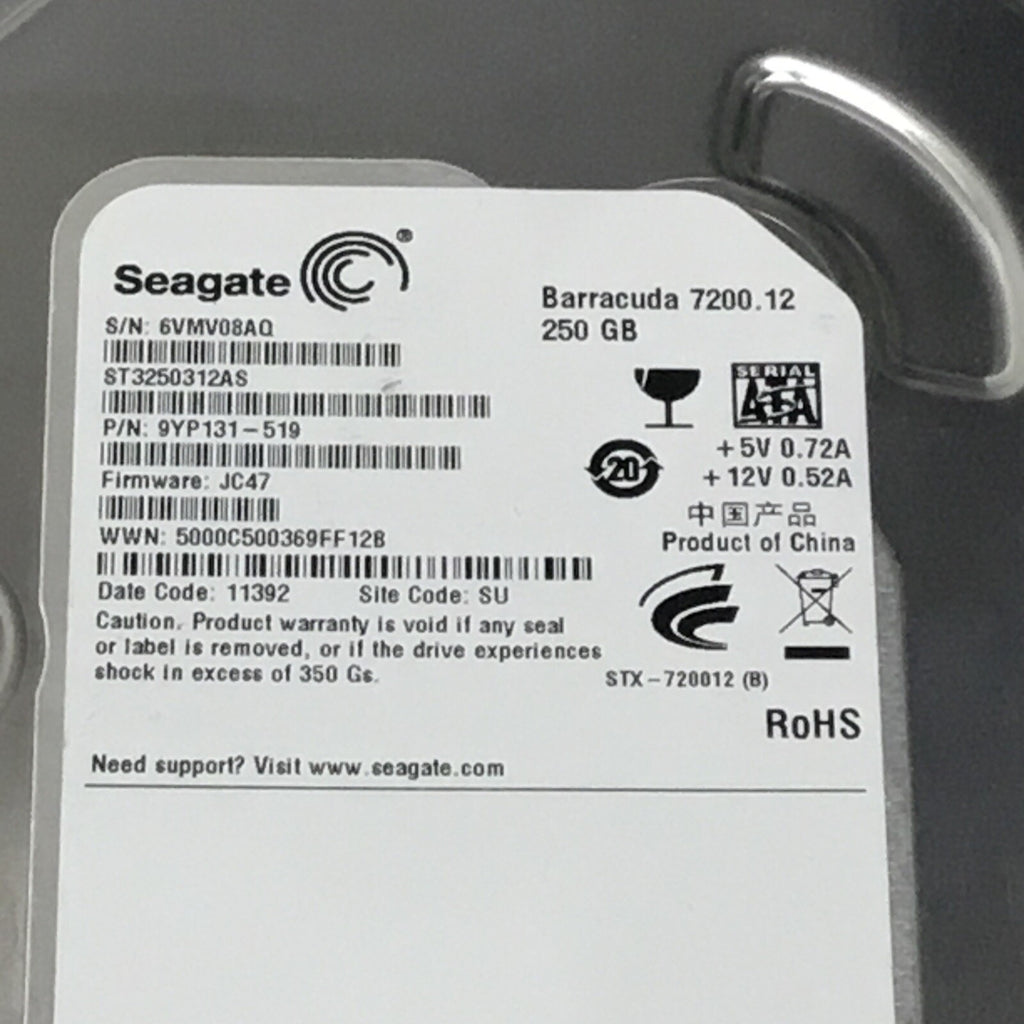 Seagate®
S/N: 6VMV08AQ
ST3250312AS
P/N: 9YP131-519
Firmware: JC47
WWN: 5000C500369FF12B
Date Code: 11392 Site Code: SU
Caution. Product warranty is void if any seal
or label is removed, or if the drive experiences
shock in excess of 350 Gs.
Barracuda 7200.12
250 GB
SERIAL
ATA
+5V 0.72A
20
+12V 0.52A
中国产品
Product of China
STX-720012 (B)
RoHS
Need support? Visit www.seagate.com